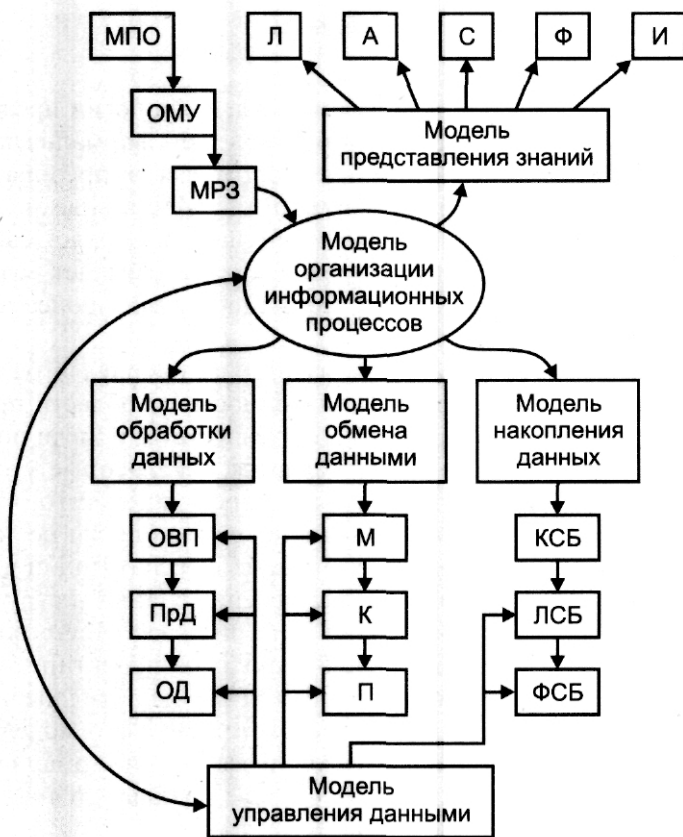 МПО
Л
А
С
Ф
И
ОМУ
МРЗ
Модель
представления знаний
Модель
организации
информационных
процессов
Модель
обработки
данных
Модель
обмена
данными
Модель
накопления
данных
ОВП
М
КСБ
ПрД
К
ЛСБ
ОД
П
ФСБ
Модель
управления данными